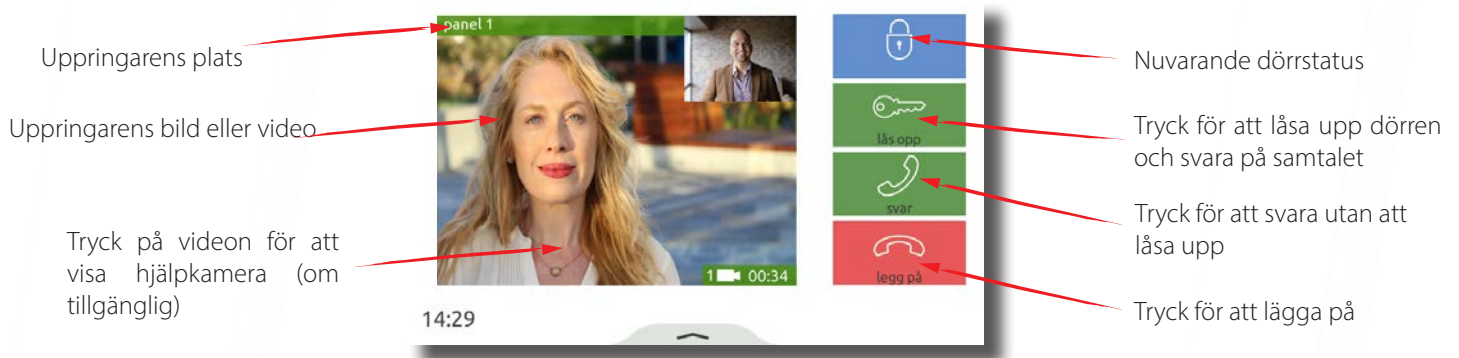 Uppringarens plats
Uppringarens bild eller video
Tryck på videon för att
visa hjälpkamera (om
tillgänglig)
panel 1
1 00:34
14:29
lås opp
svar
legg på
Nuvarande dörrstatus
Tryck för att låsa upp dörren
och svara på samtalet
Tryck för att svara utan att
låsa upp
Tryck för att lägga på